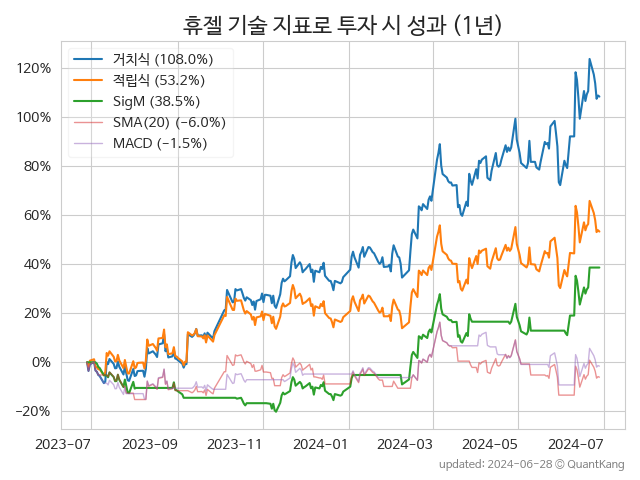 휴젤 기술 지표로 투자 시 성과 (1년)
거치식 (108.0%)
적립식 (53.2%)
SigM (38.5%)
SMA(20) (−6.0%)
MACD (−1.5%)
120%
100%
80%
60%
40%
20%
0%
−20%
2023-07 2023-09 2023-11 2024-01 2024-03 2024-05 2024-07
updated: 2024-06-28 ⓒ QuantKang